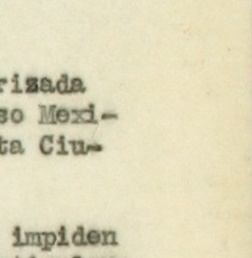 rizada
so Mexi-
ta Ciu-
impiden